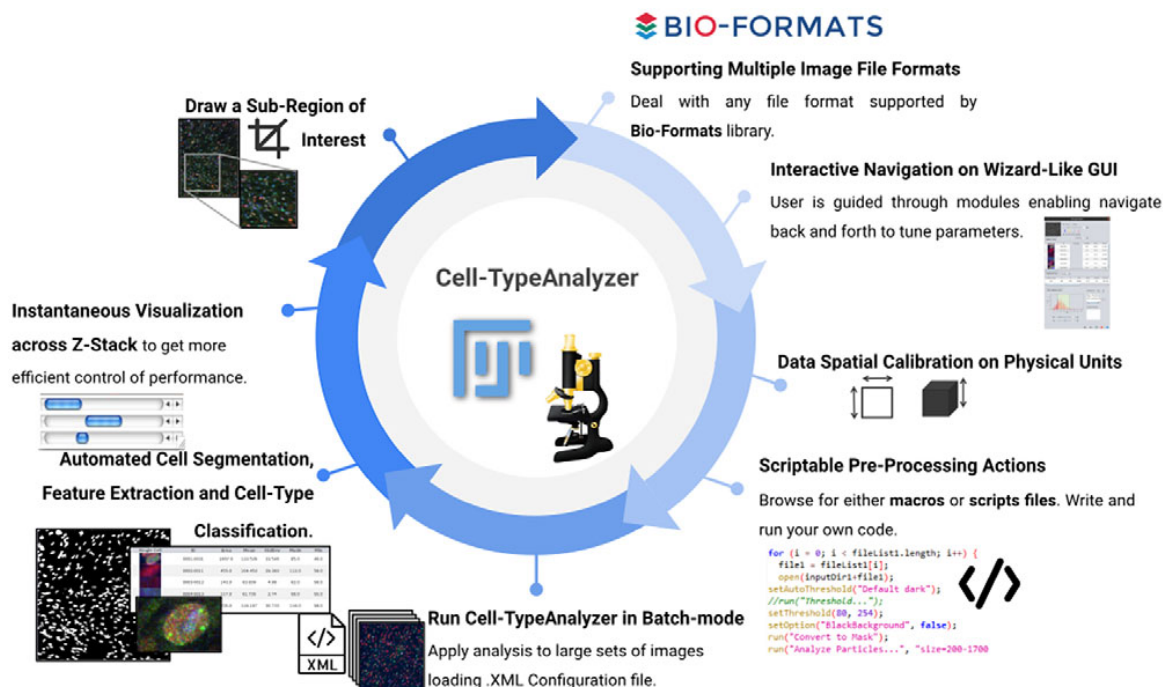 BIO-FORMATS
Supporting Multiple Image File Formats
Deal with any file format supported by
Bio-Formats library.
Interactive Navigation on Wizard-Like GUI
User is guided through modules enabling navigate
back and forth to tune parameters.
Data Spatial Calibration on Physical Units
Scriptable Pre-Processing Actions
Browse for either macros or scripts files. Write and
run your own code.
for (i = 0; i < fileList1.length; i++) {
file1 = fileList1[i];
open(inputDir1+file1);
setAutoThreshold("Default dark");
//run("Threshold...");
setThreshold(80, 254);
setOption("BlackBackground", false);
run("Convert to Mask");
run("Analyze Particles...", "size=200-1700
</>
Run Cell-TypeAnalyzer in Batch-mode
Apply analysis to large sets of images
loading .XML Configuration file.
</>
XML
Automated Cell Segmentation,
Feature Extraction and Cell-Type
Classification.
Instantaneous Visualization
across Z-Stack to get more
efficient control of performance.
Draw a Sub-Region of
Interest
Cell-TypeAnalyzer